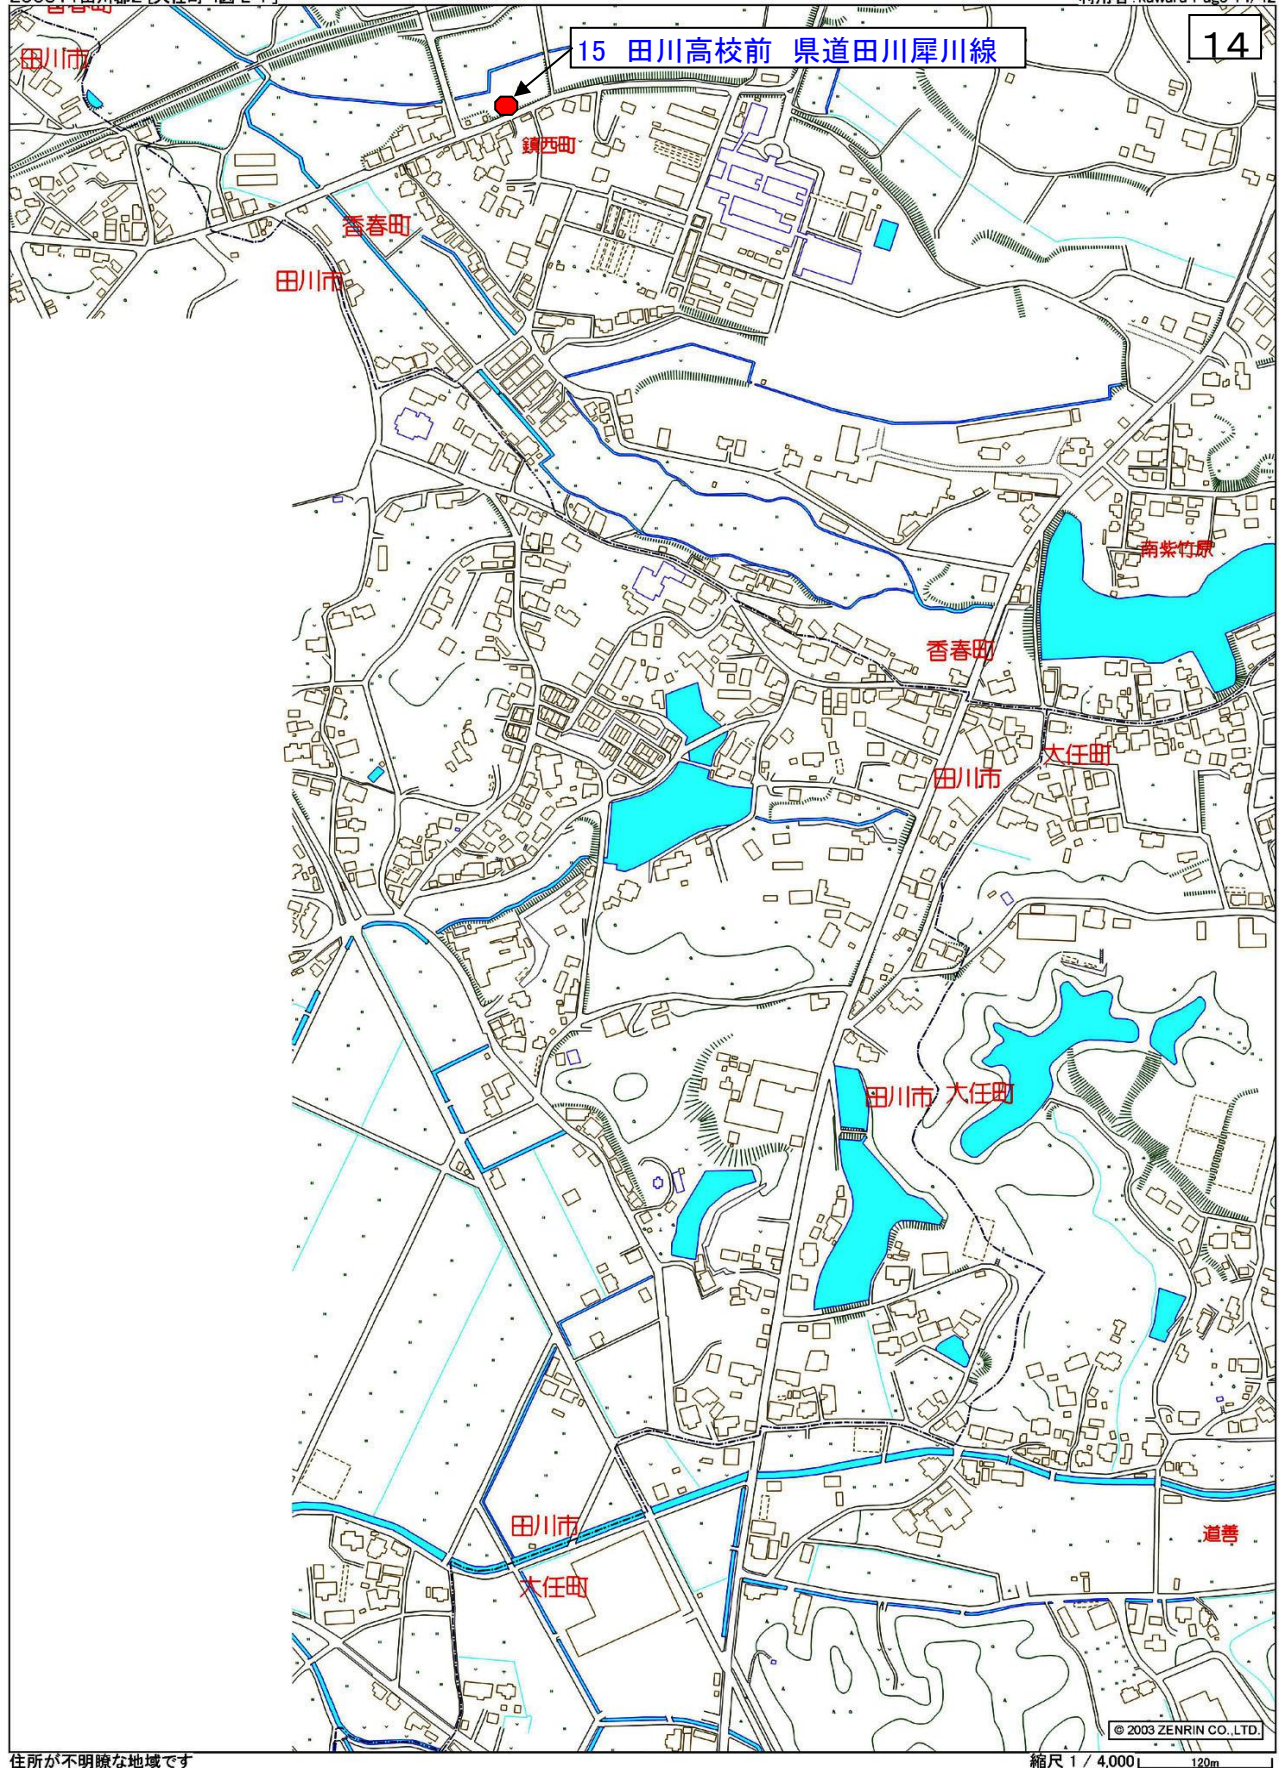 香春町
田川市
15 田川高校前 県道田川犀川線
14
鎮西町
香春町
田川市
南紫竹原
香春町
大任町
田川市
田川市
大任町
田川市
大任町
道善
© 2003 ZENRIN CO.,LTD.
住所が不明瞭な地域です
縮尺 1 / 4,000
120m